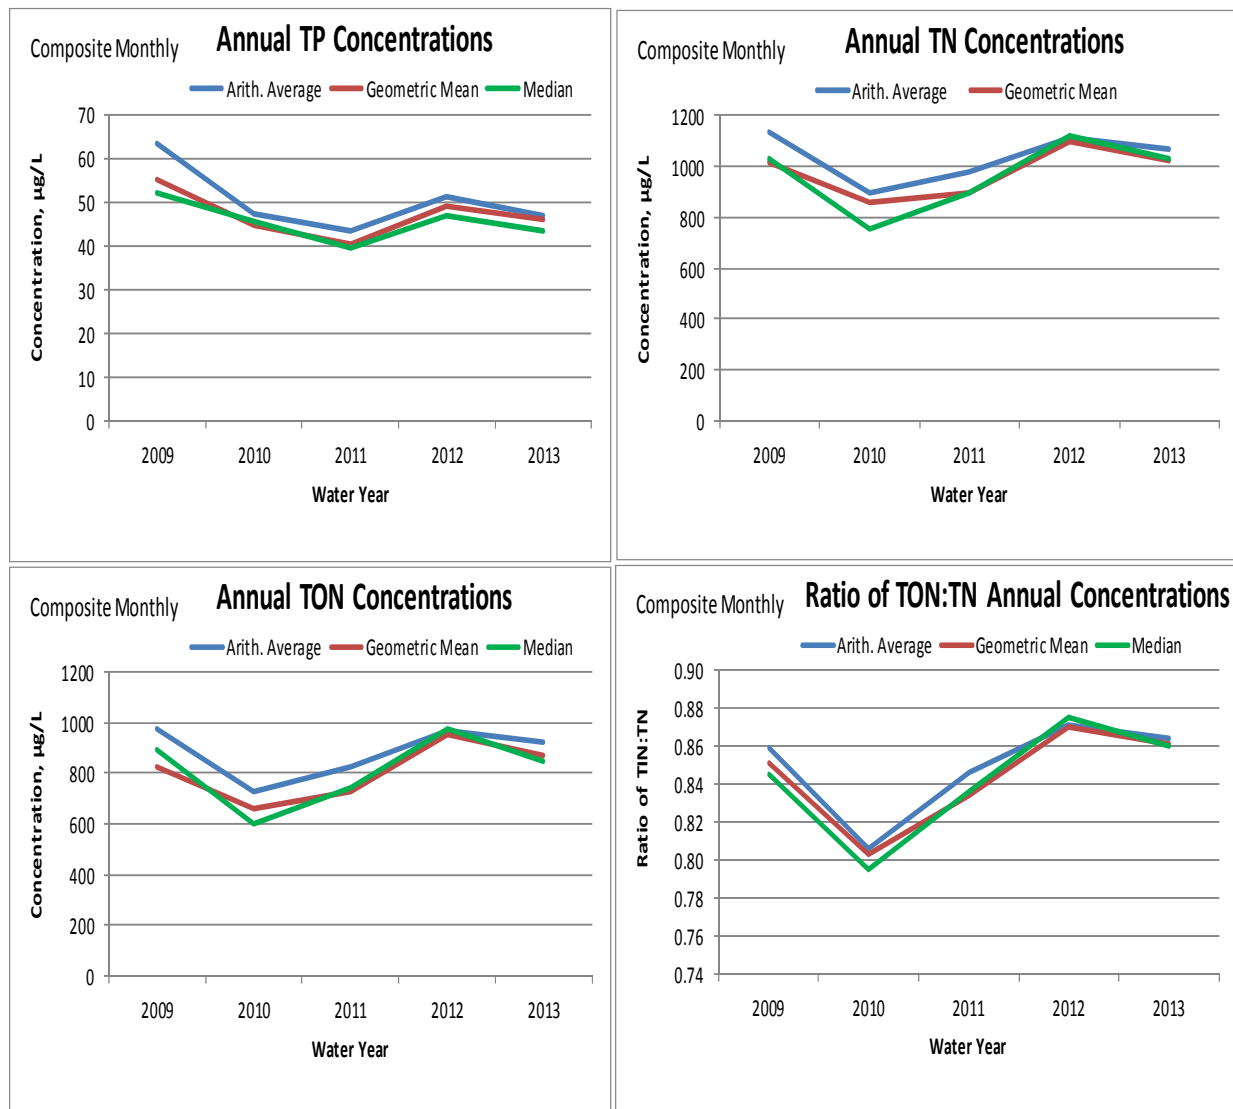 Composite Monthly
Annual TP Concentrations
Arith. Average Geometric Mean Median
Concentration, µg/L
70
60
50
40
30
20
10
0
2009 2010 2011 2012 2013
Water Year
Composite Monthly
Annual TN Concentrations
Arith. Average Geometric Mean
Concentration, µg/L
1200
1000
800
600
400
200
0
2009 2010 2011 2012 2013
Water Year
Composite Monthly
Annual TON Concentrations
Arith. Average Geometric Mean Median
Concentration, µg/L
1200
1000
800
600
400
200
0
2009 2010 2011 2012 2013
Water Year
Composite Monthly
Ratio of TON:TN Annual Concentrations
Arith. Average Geometric Mean Median
Ratio of TIN:TN
0.90
0.88
0.86
0.84
0.82
0.80
0.78
0.76
0.74
2009 2010 2011 2012 2013
Water Year